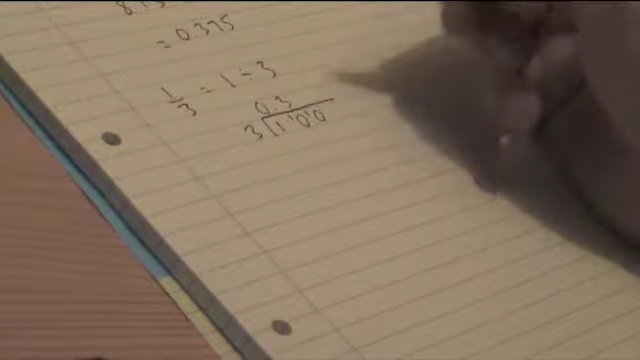 = 0.375
1/3 = 1 ÷ 3
0.3
3 1.00